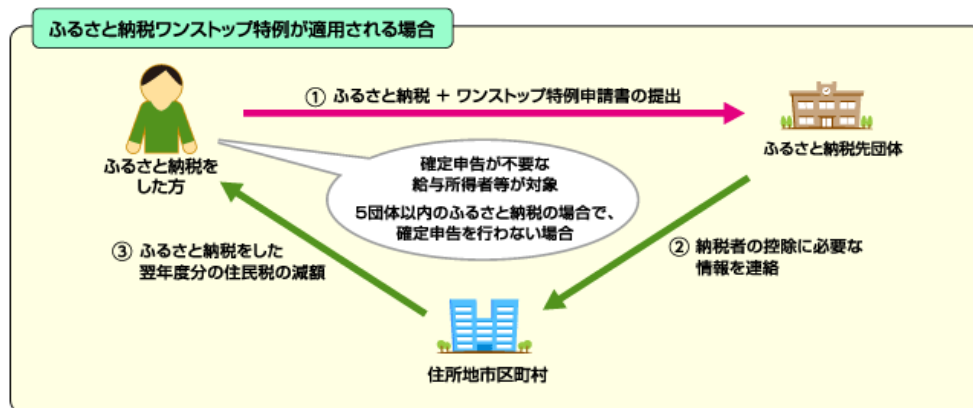 ふるさと納税ワンストップ特例が適用される場合
① ふるさと納税 + ワンストップ特例申請書の提出
ふるさと納税を
した方
ふるさと納税先団体
確定申告が不要な
給与所得者等が対象
5団体以内のふるさと納税の場合で、
確定申告を行わない場合
③ ふるさと納税をした
翌年度分の住民税の減額
② 納税者の控除に必要な
情報を連絡
住所地市区町村